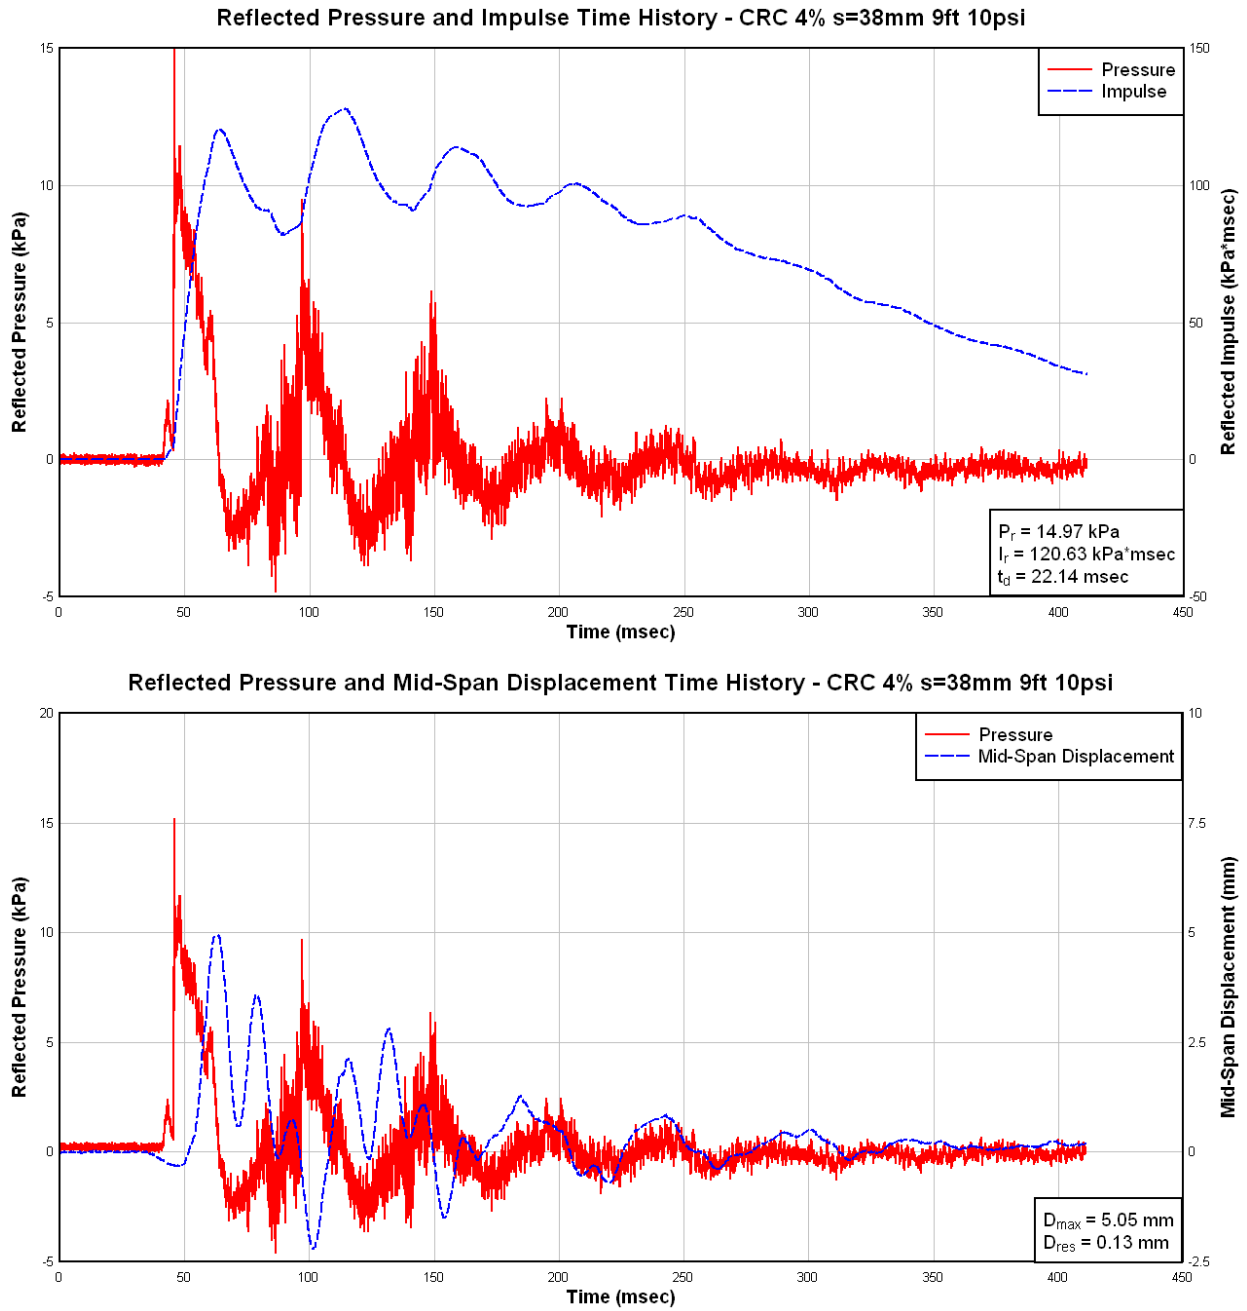 Reflected Pressure and Impulse Time History - CRC 4% s=38mm 9ft 10psi
15
10
5
0
-5
Reflected Pressure (kPa)
150
100
50
0
-50
Reflected Impulse (kPa*msec)
Pressure
Impulse
P_r = 14.97 kPa
I_r = 120.63 kPa*msec
t_d = 22.14 msec
0 50 100 150 200 250 300 350 400 450
Time (msec)
Reflected Pressure and Mid-Span Displacement Time History - CRC 4% s=38mm 9ft 10psi
20
15
10
5
0
-5
Reflected Pressure (kPa)
10
7.5
5
2.5
0
-2.5
Mid-Span Displacement (mm)
Pressure
Mid-Span Displacement
D_max = 5.05 mm
D_res = 0.13 mm
0 50 100 150 200 250 300 350 400 450
Time (msec)